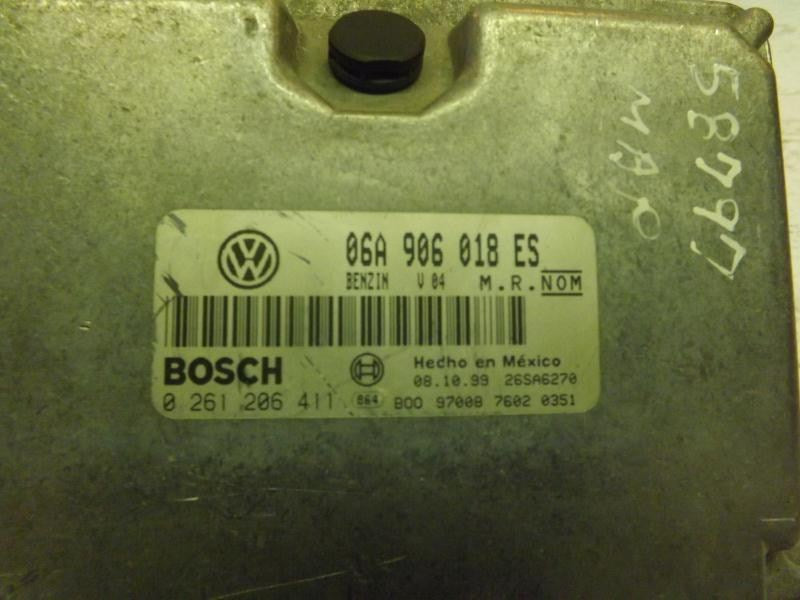 58797
MAO
VW
06A 906 018 ES
BENZIN V 04 M.R. NOM
BOSCH
Hecho en México
08.10.99 26SA6270
0 261 206 411 864 B00 97008 7602 0351